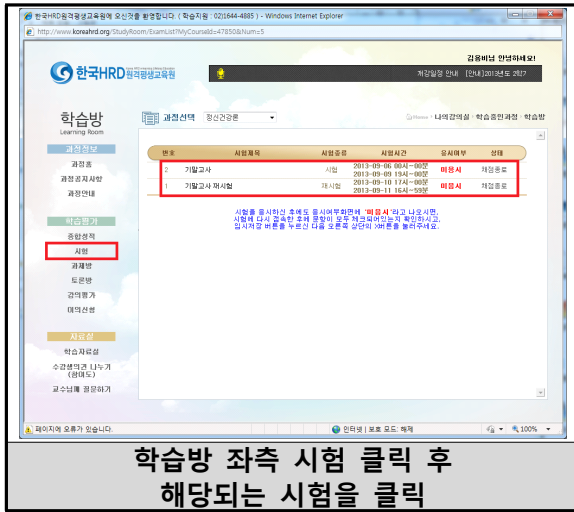 한국HRD원격평생교육원에 오신것을 환영합니다. ( 학습지원 : 02)1644-4885 ) - Windows Internet Explorer
http://www.koreahrd.org/StudyRoom/ExamList?MyCourseId=47850&Num=5
김용비님 안녕하세요!
한국HRD 원격평생교육원
개강일정 안내 [안내]2013년도 2학기
학습방
Learning Room
과정선택 정신건강론
Home > 나의강의실 > 학습중인과정 > 학습방
과정정보
과정홈
과정공지사항
과정안내
학습평가
종합성적
시험
과제방
토론방
강의평가
이의신청
자료실
학습자료실
수강생의견 나누기
(참여도)
교수님께 질문하기
번호 시험제목 시험종류 시험시간 응시여부 상태
2 기말고사 시험 2013-09-06 00시-00분 2013-09-09 19시-00분 미응시 채점종료
1 기말고사 재시험 재시험 2013-09-10 17시-00분 2013-09-11 16시-59분 미응시 채점종료
시험을 응시하신 후에도 응시여부화면에 '미응시'라고 나오시면,
시험에 다시 접속한 후에 문항이 모두 체크되어있는지 확인하시고,
임시저장 버튼을 누르신 다음 오른쪽 상단의 X버튼을 눌러주세요.
페이지에 오류가 있습니다.
인터넷 | 보호 모드: 해제
100%
학습방 좌측 시험 클릭 후
해당되는 시험을 클릭